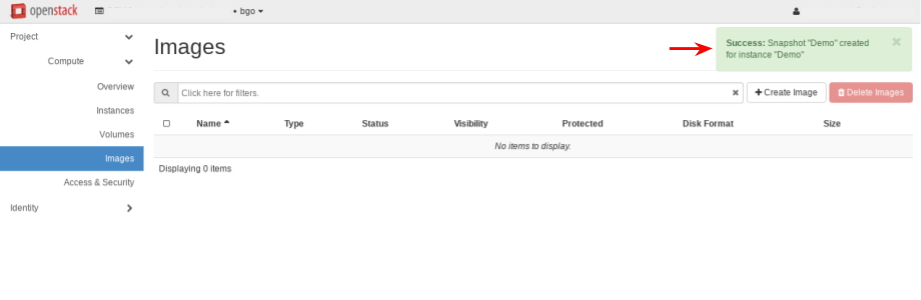 openstack
• bgo
Project
Compute
Overview
Instances
Volumes
Images
Access & Security
Identity
Images
Success: Snapshot "Demo" created
for instance "Demo"
Click here for filters.
Create Image
Delete Images
Name Type Status Visibility Protected Disk Format Size
No items to display.
Displaying 0 items